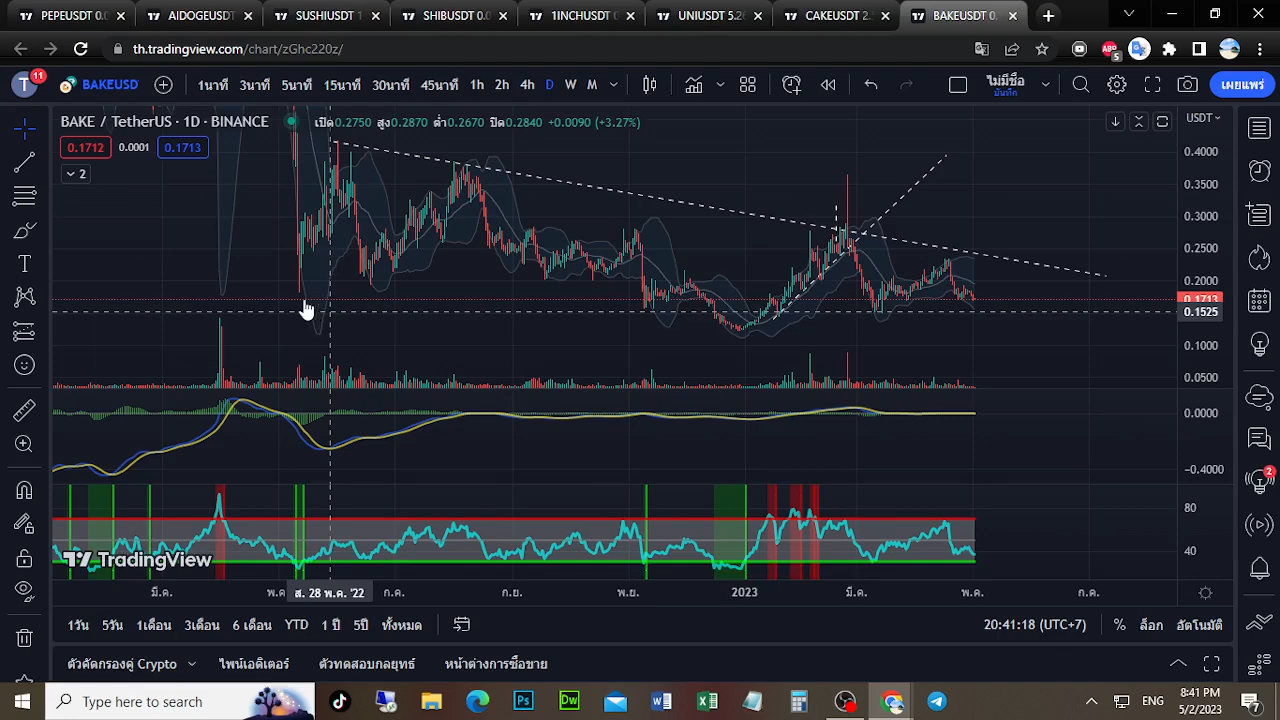 PEPEUSDT 0.0
AIDOGEUSDT
SUSHIUSDT 1
SHIBUSDT 0.0
1INCHUSDT
UNIUSDT 5.26
CAKEUSDT 2.
BAKEUSDT 0.
th.tradingview.com/chart/zGhc220z/
ABP
5
T
11
BAKEUSD
1นาที
3นาที
5นาที
15นาที
30นาที
45นาที
1h
2h
4h
D
W
M
ไม่มีชื่อ
บันทึก
เผยแพร่
BAKE / TetherUS · 1D · BINANCE
เปิด0.2750 สูง0.2870 ต่ำ0.2670 ปิด0.2840 +0.0090 (+3.27%)
USDT
0.1712
0.0001
0.1713
2
0.4000
0.3500
0.3000
0.2500
0.2000
0.1713
0.1525
0.1000
0.0500
0.0000
−0.4000
80
40
TradingView
2
มี.ค.
พ.ค
ส. 28 พ.ค. '22
ก.ค.
ก.ย.
พ.ย.
2023
มี.ค.
พ.ค.
ก.ค.
1วัน
5วัน
1เดือน
3เดือน
6 เดือน
YTD
1 ปี
5ปี
ทั้งหมด
20:41:18 (UTC+7)
%
ล็อก
อัตโนมัติ
ตัวคัดกรองคู่ Crypto
ไพน์เอดิเตอร์
ตัวทดสอบกลยุทธ์
หน้าต่างการซื้อขาย
Type here to search
Ps
Dw
ENG
8:41 PM
5/2/2023
7